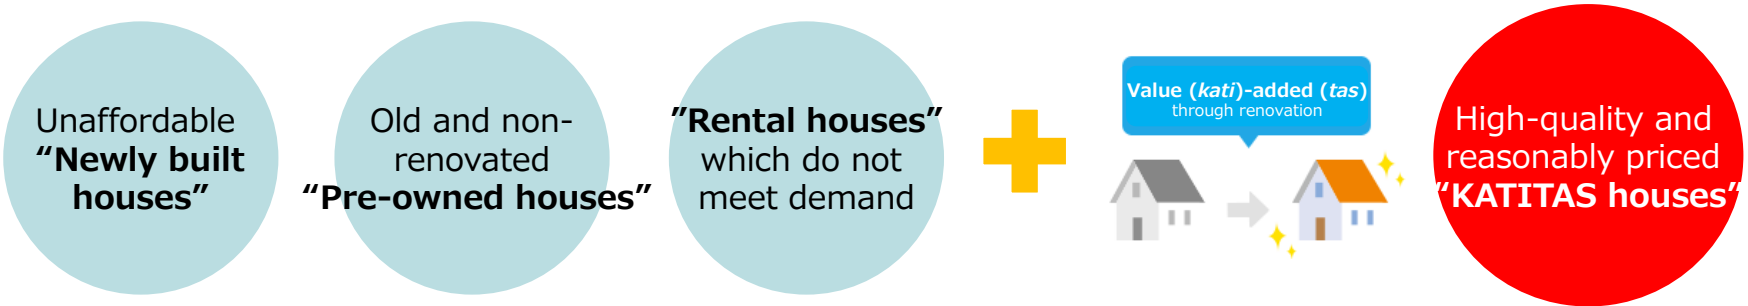 Unaffordable
“Newly built
houses”
Old and non-
renovated
“Pre-owned houses”
”Rental houses”
which do not
meet demand
Value (kati)-added (tas)
through renovation
High-quality and
reasonably priced
“KATITAS houses”